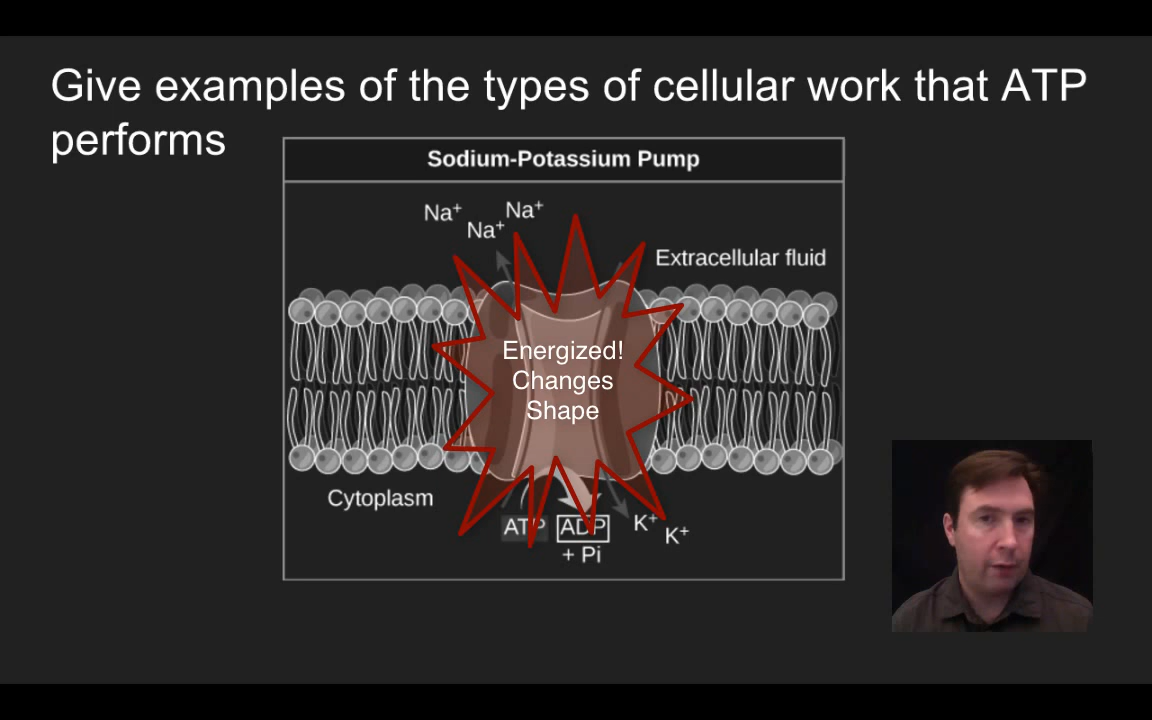 Give examples of the types of cellular work that ATP
performs
Sodium-Potassium Pump
Na⁺
Na⁺
Na⁺
Extracellular fluid
Energized!
Changes
Shape
Cytoplasm
ATP
ADP
+ Pi
K⁺
K⁺